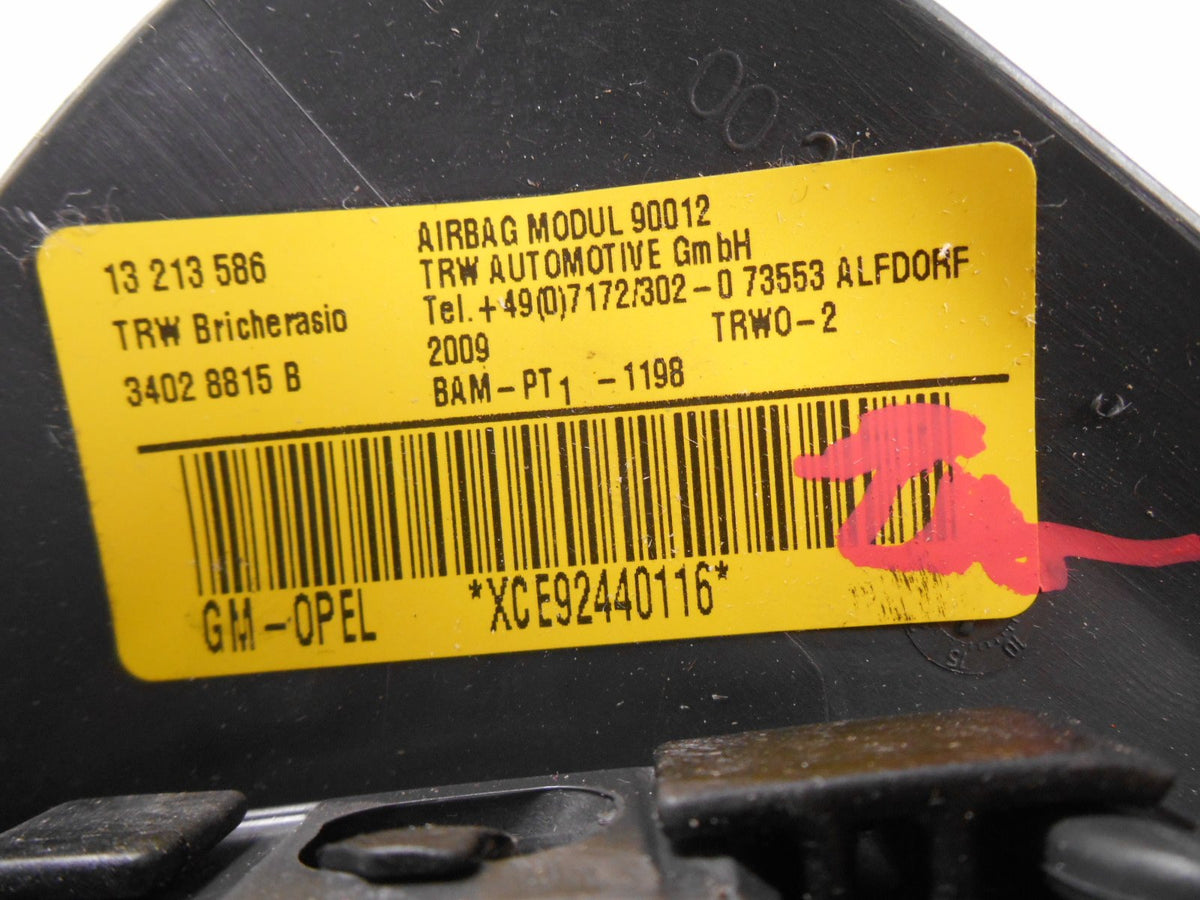 00
13 213 586
TRW Bricherasio
3402 8815 B
AIRBAG MODUL 90012
TRW AUTOMOTIVE GmbH
Tel.+49(0)7172/302-0 73553 ALFDORF
2009 TRWO-2
BAM-PT1 -1198
GM-OPEL *XCE92440116*